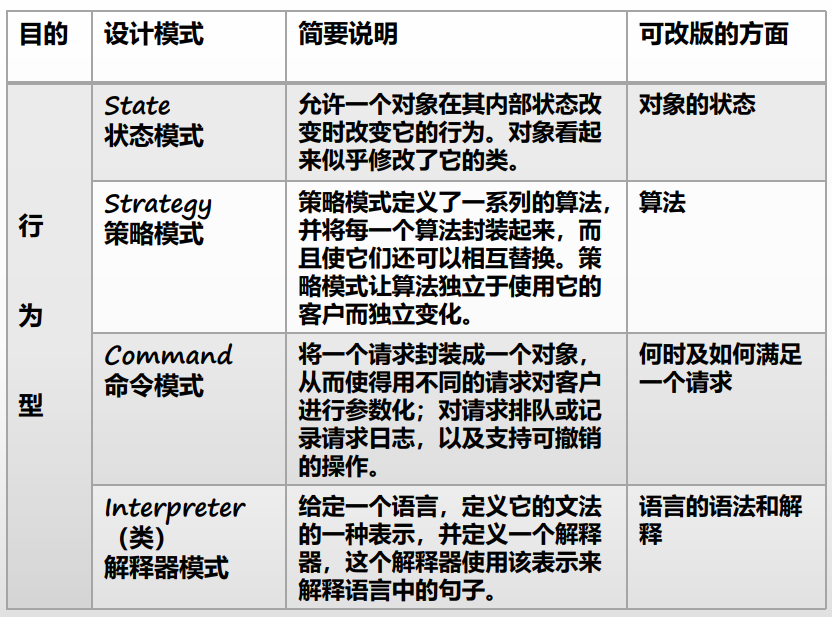 目的 设计模式 简要说明 可改版的方面
行
为
型
State
状态模式
允许一个对象在其内部状态改
变时改变它的行为。对象看起
来似乎修改了它的类。
对象的状态
Strategy
策略模式
策略模式定义了一系列的算法，
并将每一个算法封装起来，而
且使它们还可以相互替换。策
略模式让算法独立于使用它的
客户而独立变化。
算法
Command
命令模式
将一个请求封装成一个对象，
从而使得用不同的请求对客户
进行参数化；对请求排队或记
录请求日志，以及支持可撤销
的操作。
何时及如何满足
一个请求
Interpreter
（类）
解释器模式
给定一个语言，定义它的文法
的一种表示，并定义一个解释
器，这个解释器使用该表示来
解释语言中的句子。
语言的语法和解
释